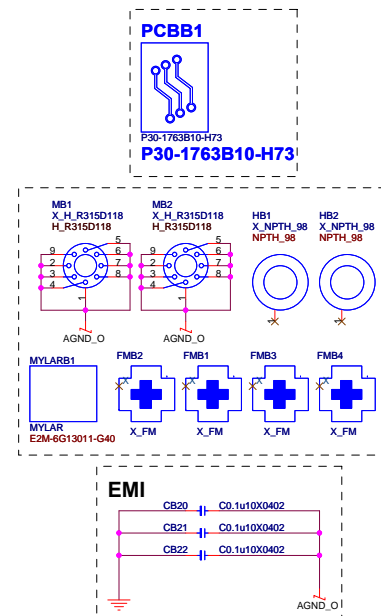 PCBB1
P30-1763B10-H73
P30-1763B10-H73
MB1
X_H_R315D118
H_R315D118
MB2
X_H_R315D118
H_R315D118
HB1
X_NPTH_98
NPTH_98
HB2
X_NPTH_98
NPTH_98
9
2
3
4
5
6
7
8
1
AGND_O
9
2
3
4
5
6
7
8
1
AGND_O
1
1
MYLARB1
MYLAR
E2M-6G13011-G40
FMB2
X
X_FM
FMB1
X
X_FM
FMB3
X
X_FM
FMB4
X
X_FM
EMI
CB20 C0.1u10X0402
CB21 C0.1u10X0402
CB22 C0.1u10X0402
AGND_O